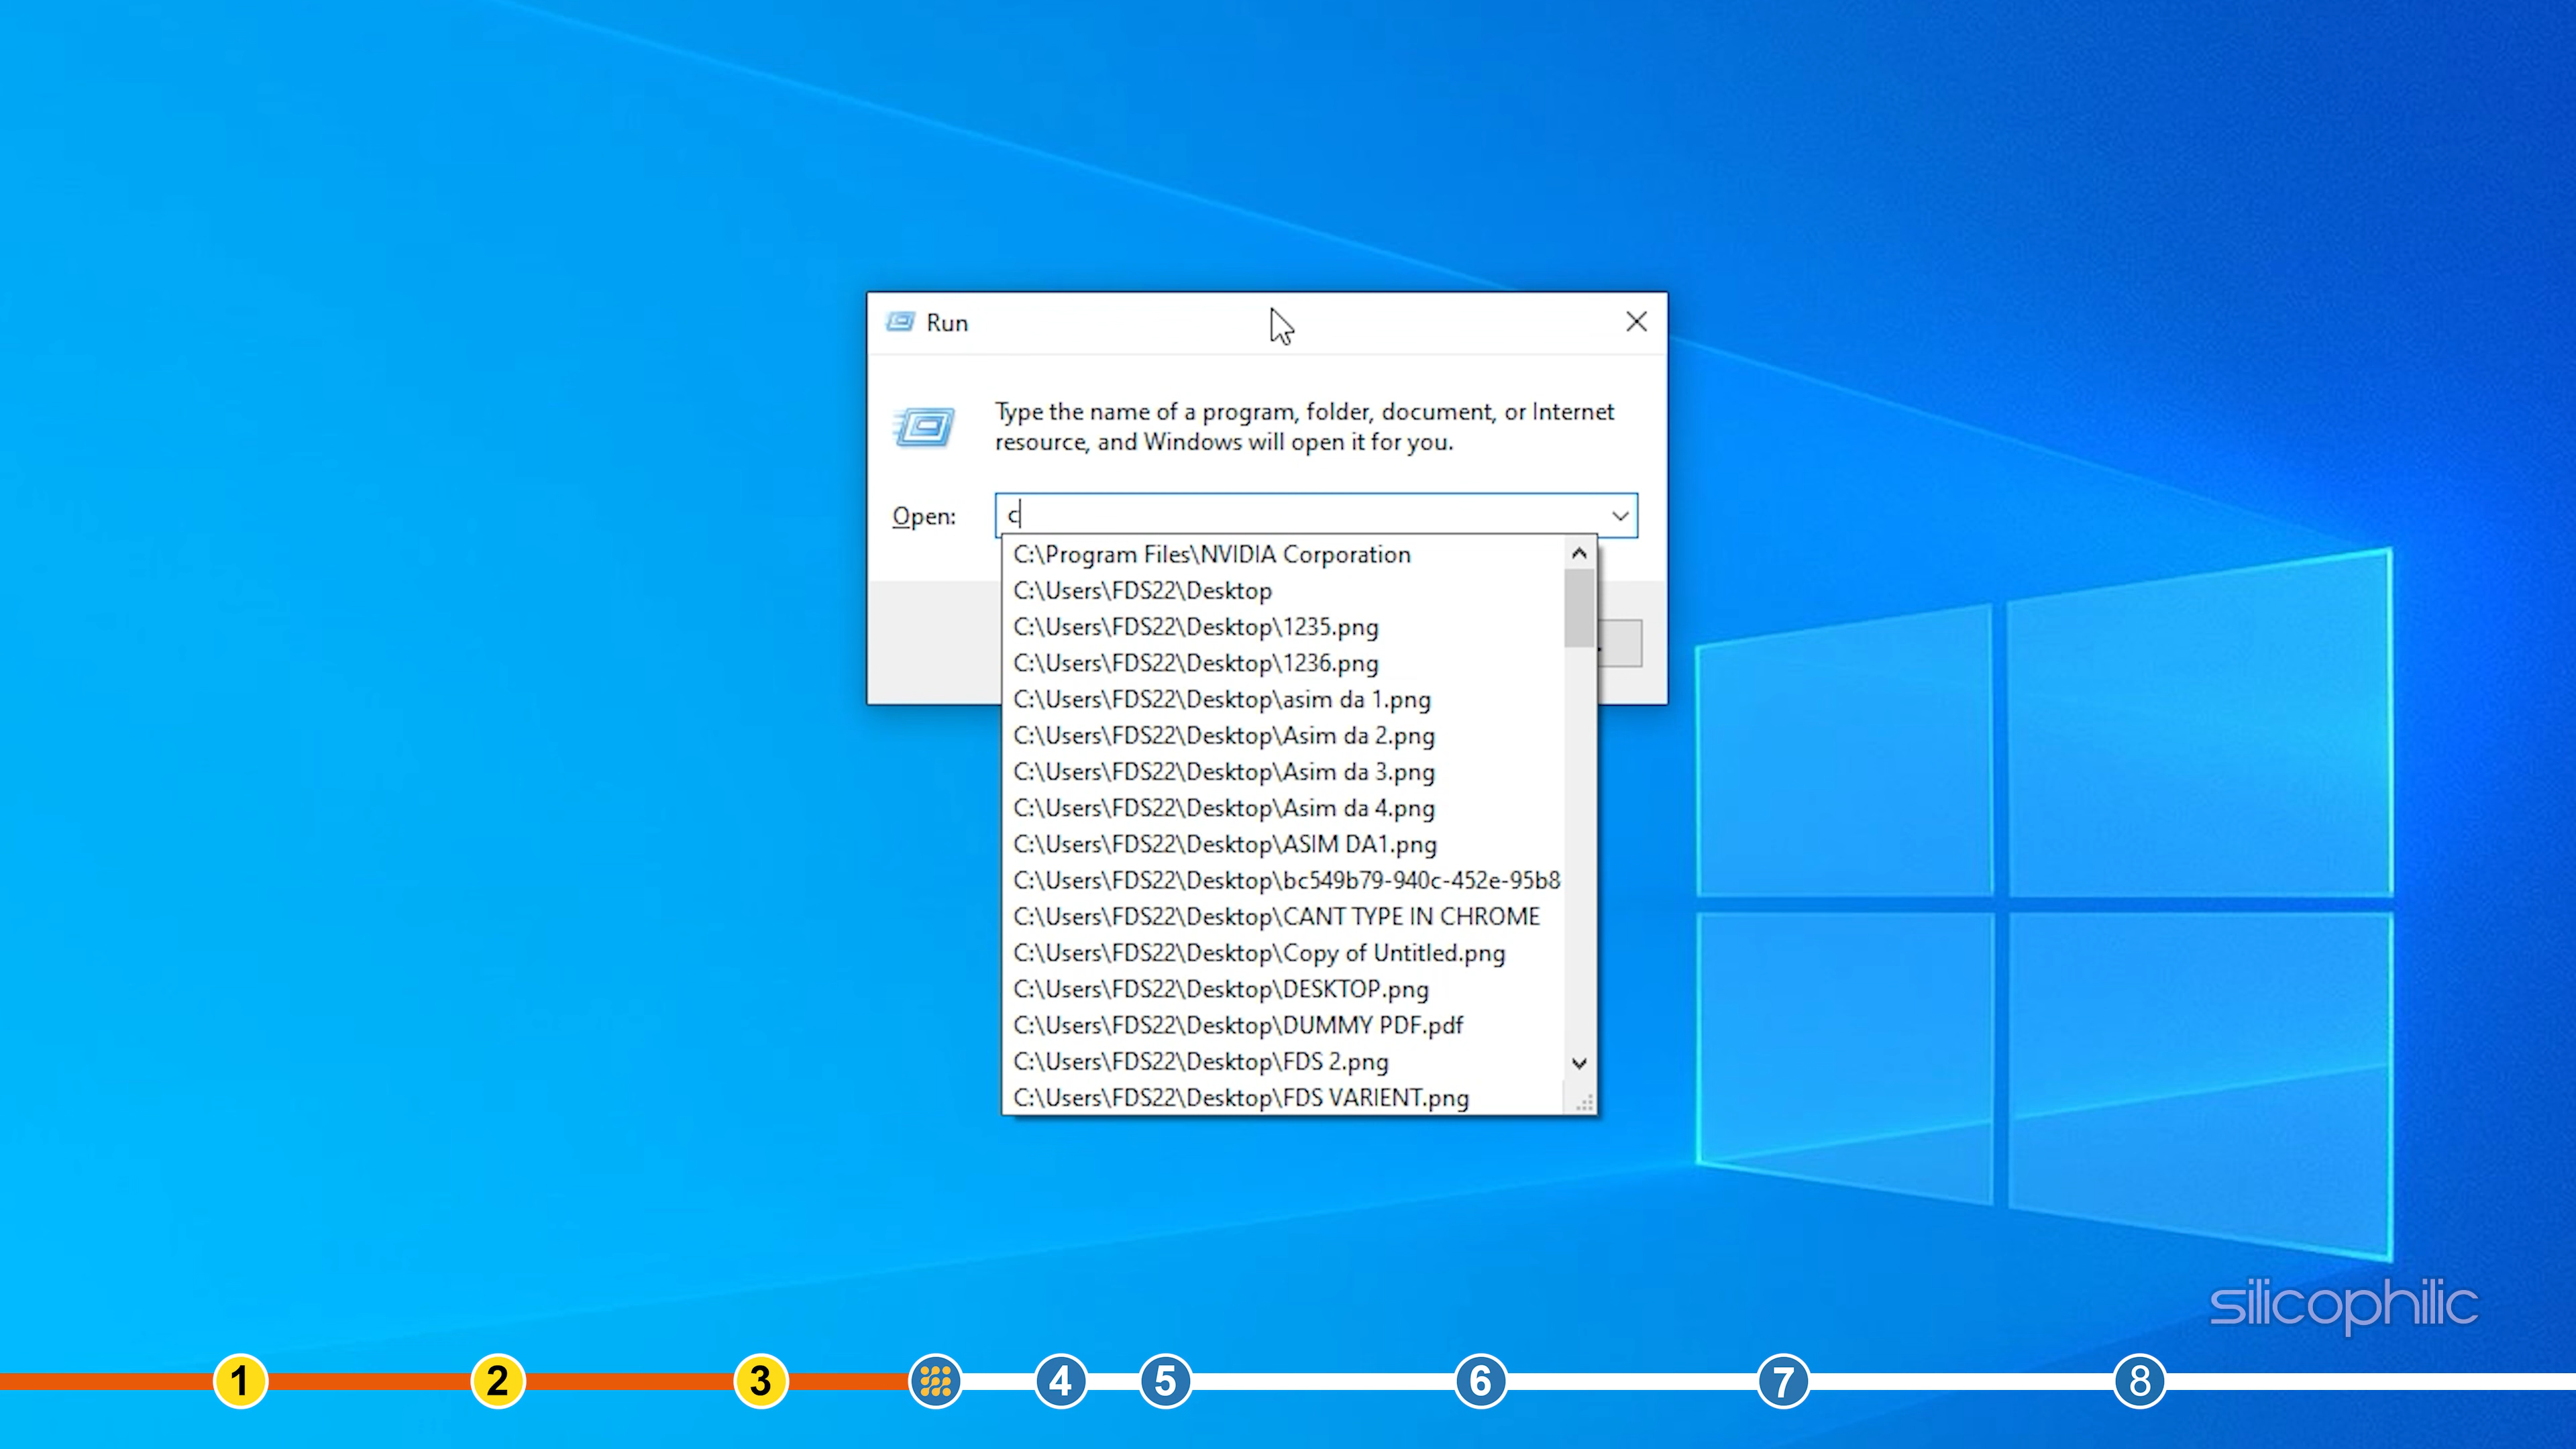 Run
Type the name of a program, folder, document, or Internet
resource, and Windows will open it for you.
Open:
c
C:\Program Files\NVIDIA Corporation
C:\Users\FDS22\Desktop
C:\Users\FDS22\Desktop\1235.png
C:\Users\FDS22\Desktop\1236.png
C:\Users\FDS22\Desktop\asim da 1.png
C:\Users\FDS22\Desktop\Asim da 2.png
C:\Users\FDS22\Desktop\Asim da 3.png
C:\Users\FDS22\Desktop\Asim da 4.png
C:\Users\FDS22\Desktop\ASIM DA1.png
C:\Users\FDS22\Desktop\bc549b79-940c-452e-95b8
C:\Users\FDS22\Desktop\CANT TYPE IN CHROME
C:\Users\FDS22\Desktop\Copy of Untitled.png
C:\Users\FDS22\Desktop\DESKTOP.png
C:\Users\FDS22\Desktop\DUMMY PDF.pdf
C:\Users\FDS22\Desktop\FDS 2.png
C:\Users\FDS22\Desktop\FDS VARIENT.png
silicophilic
1 2 3 4 5 6 7 8